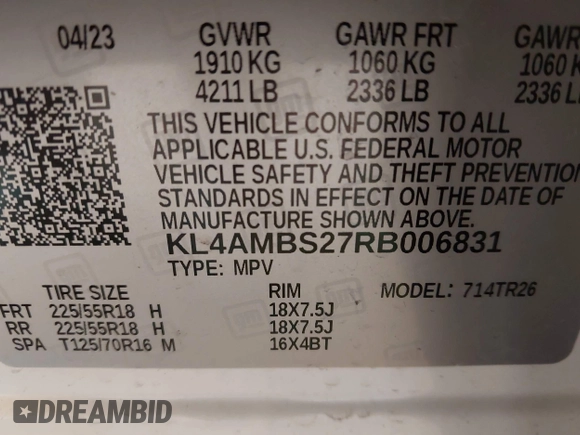 04/23 GVWR GAWR FRT GAWR
1910 KG 1060 KG 1060 KG
4211 LB 2336 LB 2336 LB
THIS VEHICLE CONFORMS TO ALL
APPLICABLE U.S. FEDERAL MOTOR
VEHICLE SAFETY AND THEFT PREVENTION
STANDARDS IN EFFECT ON THE DATE OF
MANUFACTURE SHOWN ABOVE.
KL4AMBS27RB006831
TYPE: MPV
TIRE SIZE RIM MODEL: 714TR26
FRT 225/55R18 H 18X7.5J
RR 225/55R18 H 18X7.5J
SPA T125/70R16 M 16X4BT
DREAMBID